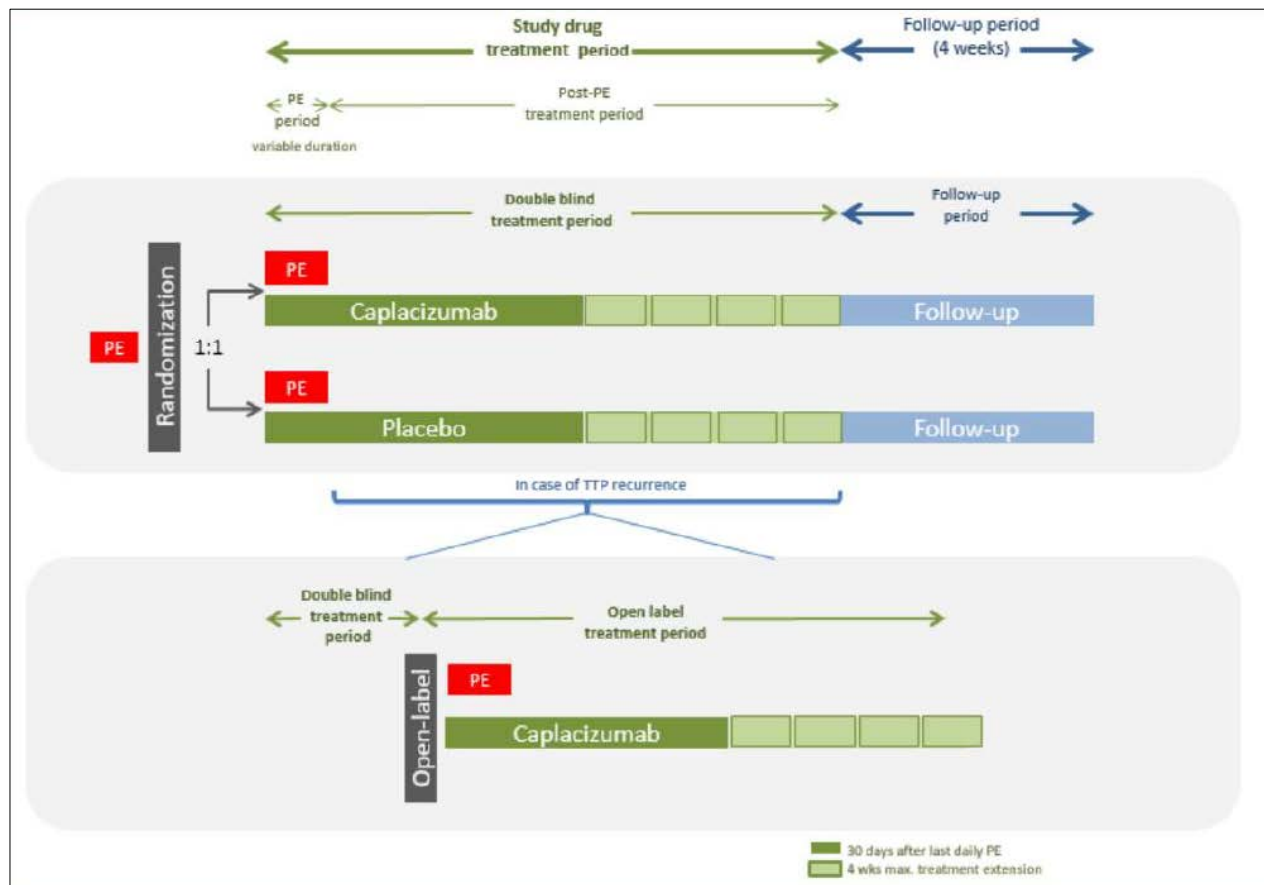 Study drug
treatment period
Follow-up period
(4 weeks)
PE
period
variable duration
Post-PE
treatment period
Double blind
treatment period
Follow-up
period
Randomization
PE
1:1
PE
Caplacizumab
Follow-up
PE
Placebo
Follow-up
In case of TTP recurrence
Double blind
treatment
period
Open label
treatment period
Open-label
PE
Caplacizumab
30 days after last daily PE
4 wks max. treatment extension